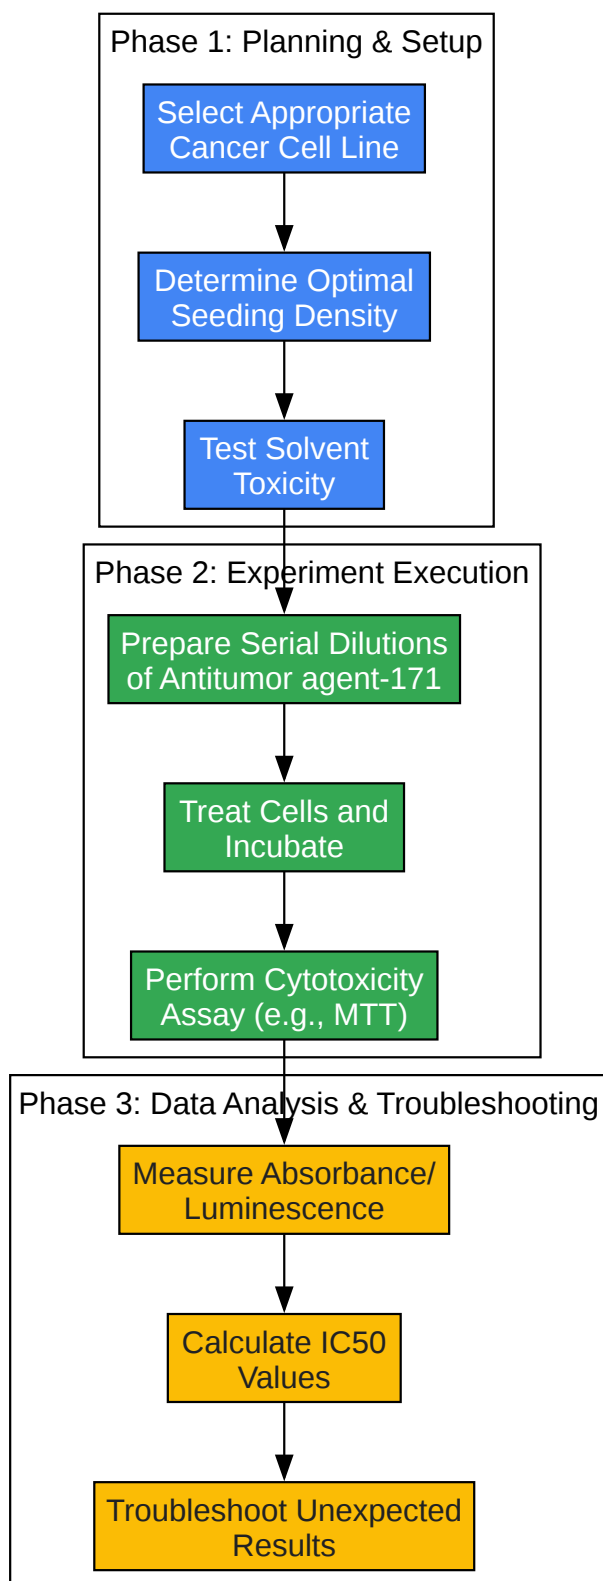 Phase 1: Planning & Setup
Select Appropriate
Cancer Cell Line
Determine Optimal
Seeding Density
Test Solvent
Toxicity
Phase 2: Experiment Execution
Prepare Serial Dilutions
of Antitumor agent-171
Treat Cells and
Incubate
Perform Cytotoxicity
Assay (e.g., MTT)
Phase 3: Data Analysis & Troubleshooting
Measure Absorbance/
Luminescence
Calculate IC50
Values
Troubleshoot Unexpected
Results